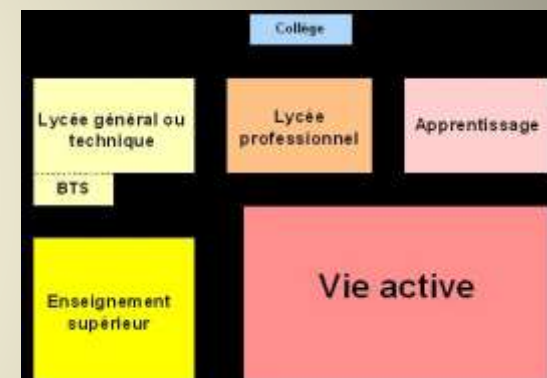 Collège
Lycée général ou
technique
Lycée
professionnel
Apprentissage
BTS
Vie active
Enseignement
supérieur